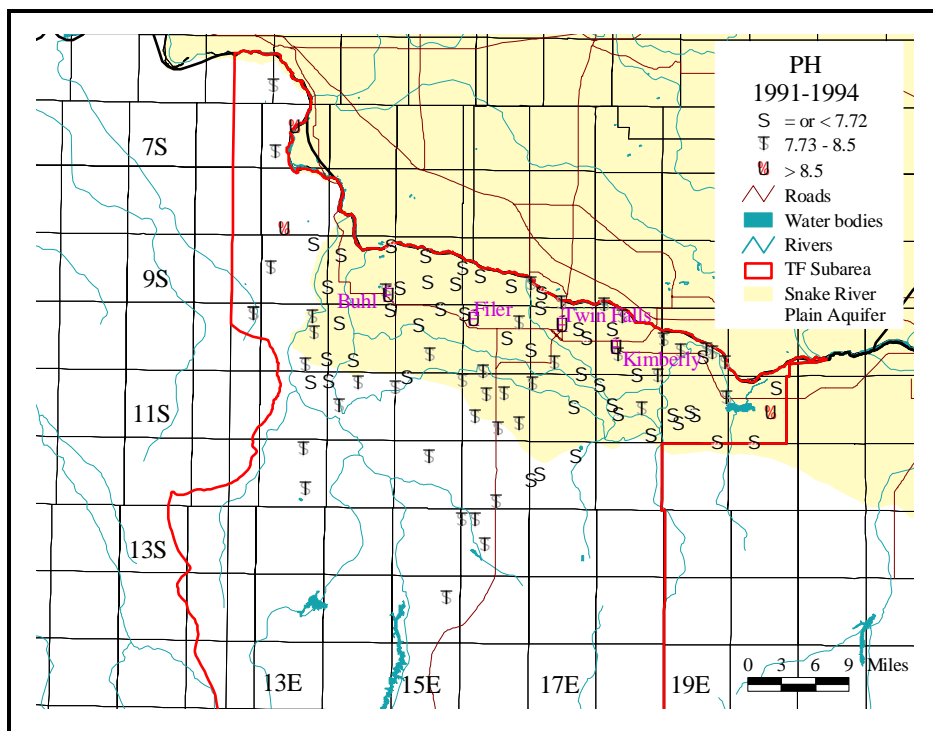 PH
1991-1994
S = or < 7.72
7.73 - 8.5
> 8.5
Roads
Water bodies
Rivers
TF Subarea
Snake River
Plain Aquifer
7S
9S
11S
13S
Buhl
Filer
Twin Falls
Kimberly
13E
15E
17E
19E
0 3 6 9 Miles